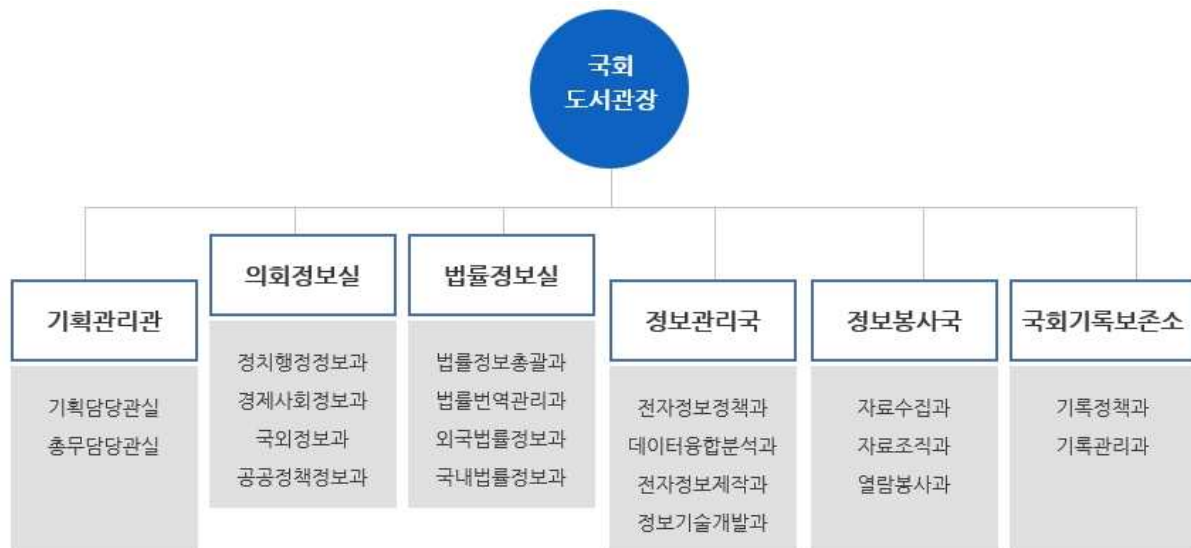 국회
도서관장
기획관리관
기획담당관실
총무담당관실
의회정보실
정치행정정보과
경제사회정보과
국외정보과
공공정책정보과
법률정보실
법률정보총괄과
법률번역관리과
외국법률정보과
국내법률정보과
정보관리국
전자정보정책과
데이터융합분석과
전자정보제작과
정보기술개발과
정보봉사국
자료수집과
자료조직과
열람봉사과
국회기록보존소
기록정책과
기록관리과